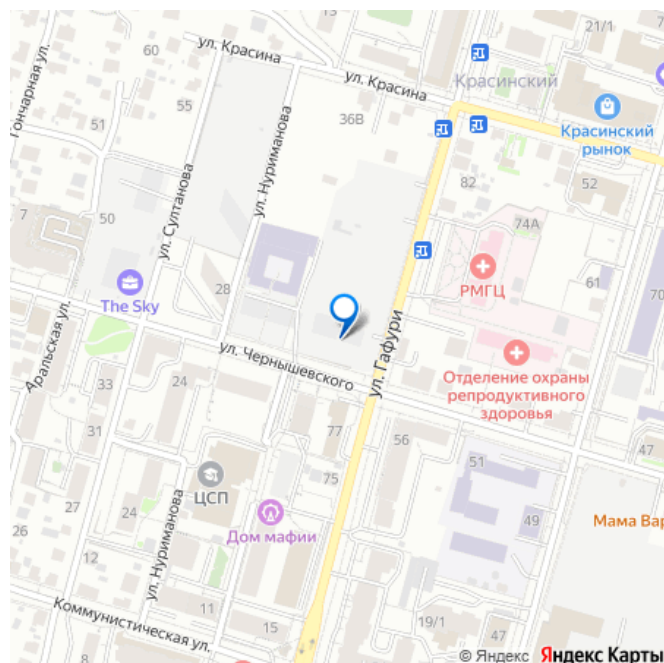 21/1
60
ул. Красина
ул. Красина
Красинский
Гончарная ул.
55
36В
51
Красинский
рынок
ул. Султанова
ул. Нуриманова
82
52
7
50
74А
28
РМГЦ
61
70
The Sky
Аральская ул.
ул. Чернышевского
ул. Гафури
33
24
Отделение охраны
репродуктивного
здоровья
31
77
56
47
51
75
27
ЦСП
24
49
Мама Вар
26
ул. Нуриманова
Дом мафии
12
11
Коммунистическая ул.
15
19/1
47
8
© Яндекс Яндекс Карты